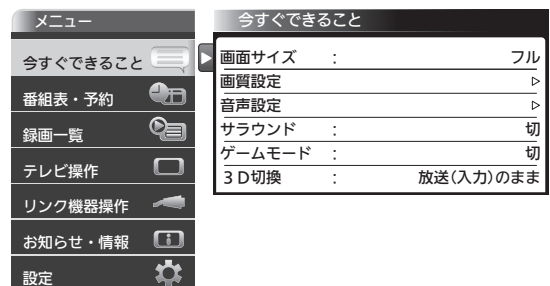 メニュー
今すぐできること
番組表・予約
録画一覧
テレビ操作
リンク機器操作
お知らせ・情報
設定
今すぐできること
画面サイズ : フル
画質設定
音声設定
サラウンド : 切
ゲームモード : 切
3D切換 : 放送(入力)のまま